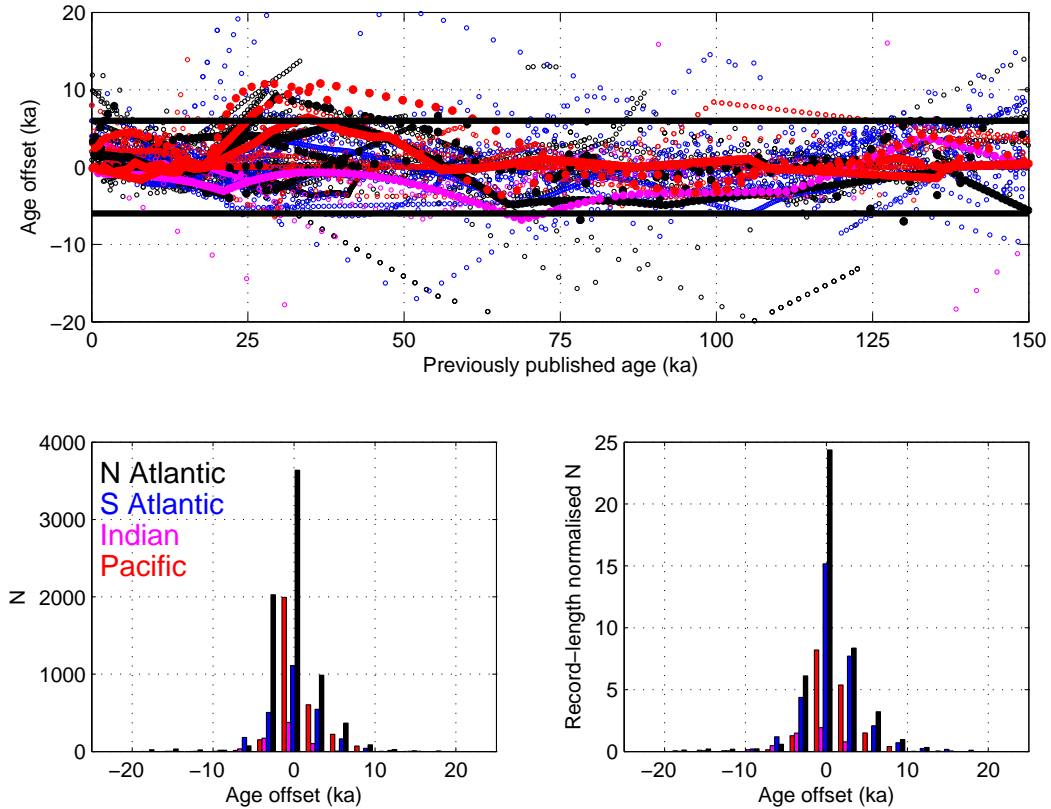 20
10
0
−10
−20
Age offset (ka)
0 25 50 75 100 125 150
Previously published age (ka)
4000
3000
2000
1000
0
N
N Atlantic
S Atlantic
Indian
Pacific
−20 −10 0 10 20
Age offset (ka)
25
20
15
10
5
0
Record−length normalised N
−20 −10 0 10 20
Age offset (ka)